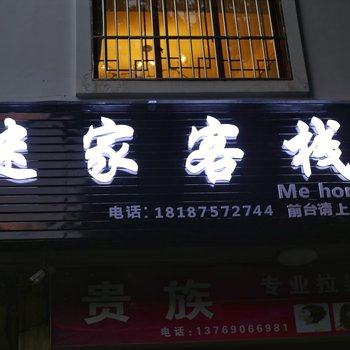 迷家客栈
Me hom
电话:18187572744 前台请上
贵族 专业拉
电话:13769066981